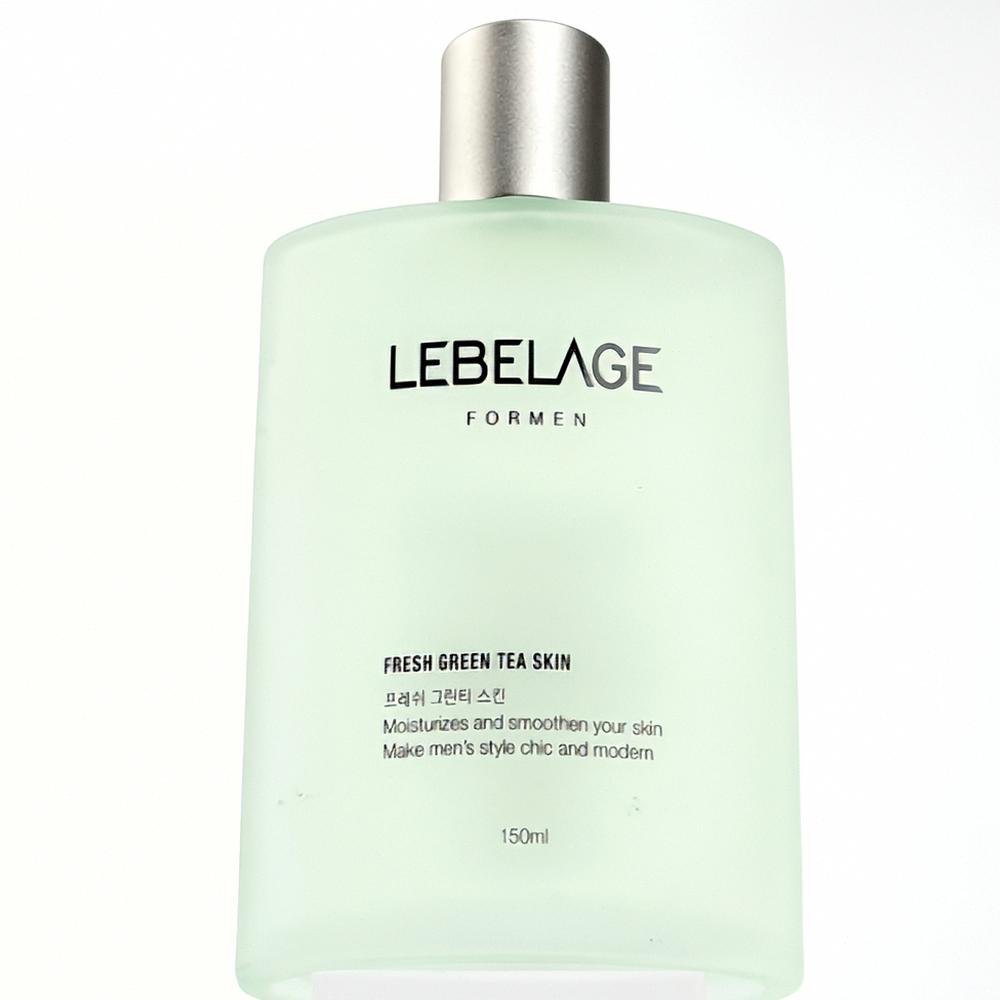 LEBELAGE
FORMEN
FRESH GREEN TEA SKIN
프레쉬 그린티 스킨
Moisturizes and smoothen your skin
Make men's style chic and modern
150ml